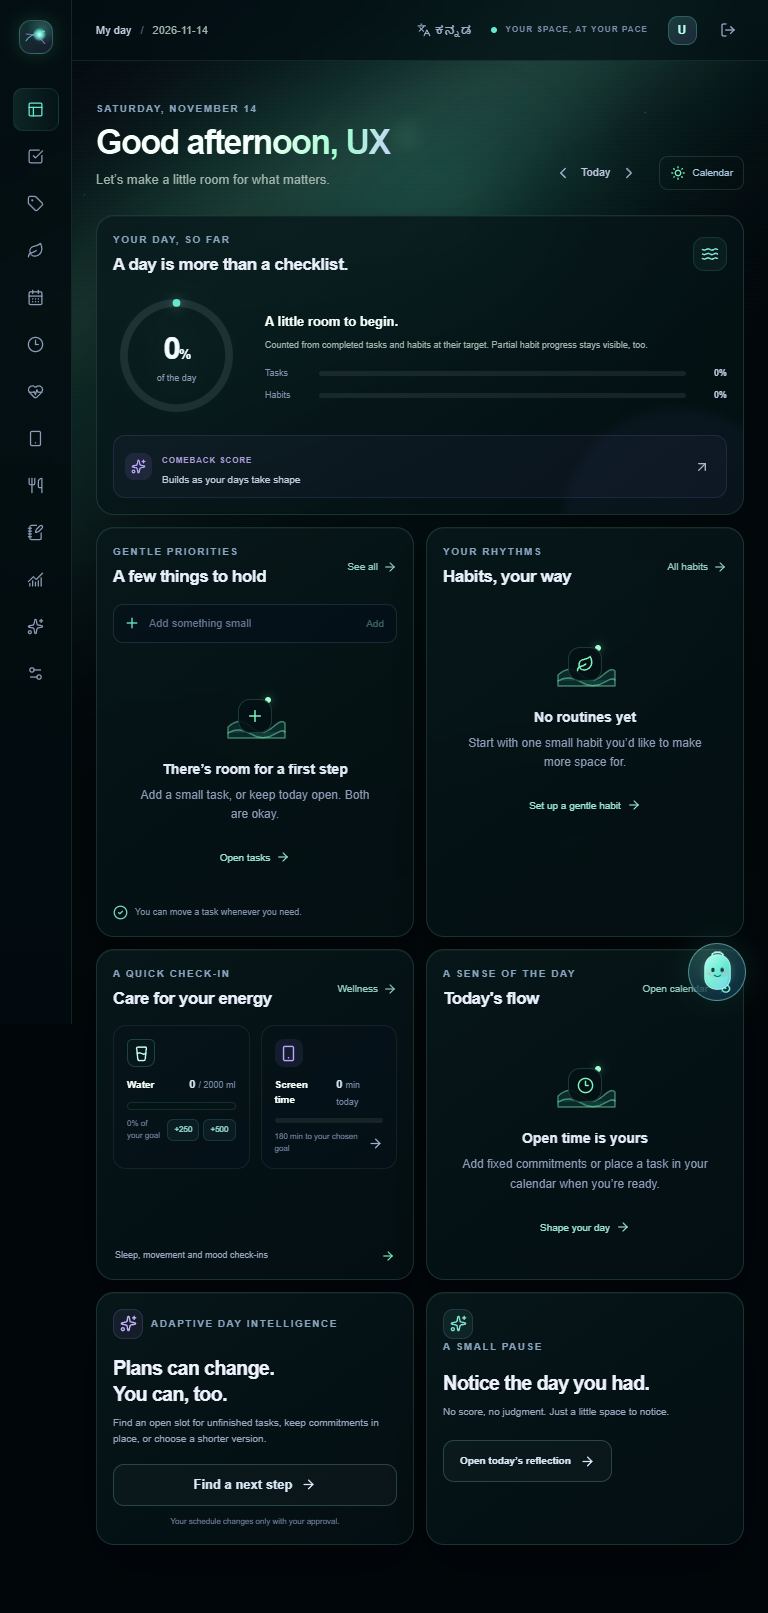 My day / 2026-11-14
ಕನ್ನಡ
YOUR SPACE, AT YOUR PACE
U
SATURDAY, NOVEMBER 14
Good afternoon, UX
Let's make a little room for what matters.
Today
Calendar
YOUR DAY, SO FAR
A day is more than a checklist.
0%
of the day
A little room to begin.
Counted from completed tasks and habits at their target. Partial habit progress stays visible, too.
Tasks 0%
Habits 0%
COMEBACK SCORE
Builds as your days take shape
GENTLE PRIORITIES
A few things to hold
See all
Add something small Add
There's room for a first step
Add a small task, or keep today open. Both
are okay.
Open tasks
You can move a task whenever you need.
YOUR RHYTHMS
Habits, your way
All habits
No routines yet
Start with one small habit you'd like to make
more space for.
Set up a gentle habit
A QUICK CHECK-IN
Care for your energy
Wellness
Water 0 / 2000 ml
0% of
your goal
+250 +500
Screen
time
0 min
today
180 min to your chosen
goal
Sleep, movement and mood check-ins
A SENSE OF THE DAY
Today's flow
Open calendar
Open time is yours
Add fixed commitments or place a task in your
calendar when you're ready.
Shape your day
ADAPTIVE DAY INTELLIGENCE
Plans can change.
You can, too.
Find an open slot for unfinished tasks, keep commitments in
place, or choose a shorter version.
Find a next step
Your schedule changes only with your approval.
A SMALL PAUSE
Notice the day you had.
No score, no judgment. Just a little space to notice.
Open today's reflection